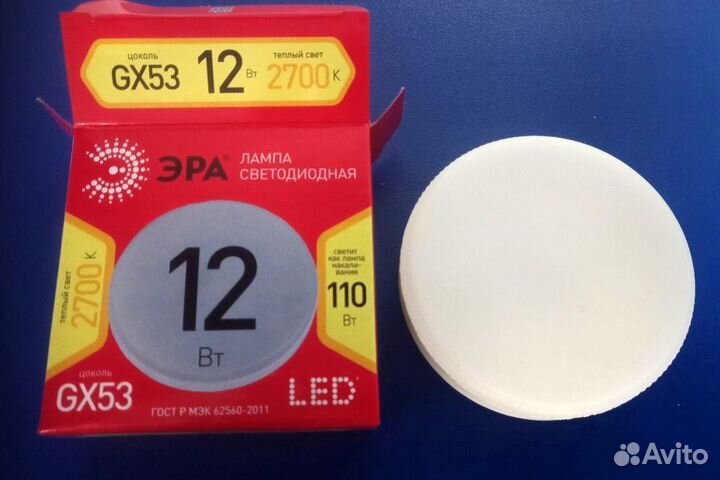 цоколь
GX53
12 Вт
теплый свет
2700 К
ЭРА®
ЛАМПА
СВЕТОДИОДНАЯ
теплый свет
2700 К
12
Вт
светит
как лампа
накали-
вания
110
Вт
цоколь
GX53
ГОСТ Р МЭК 62560-2011
LED
Avito